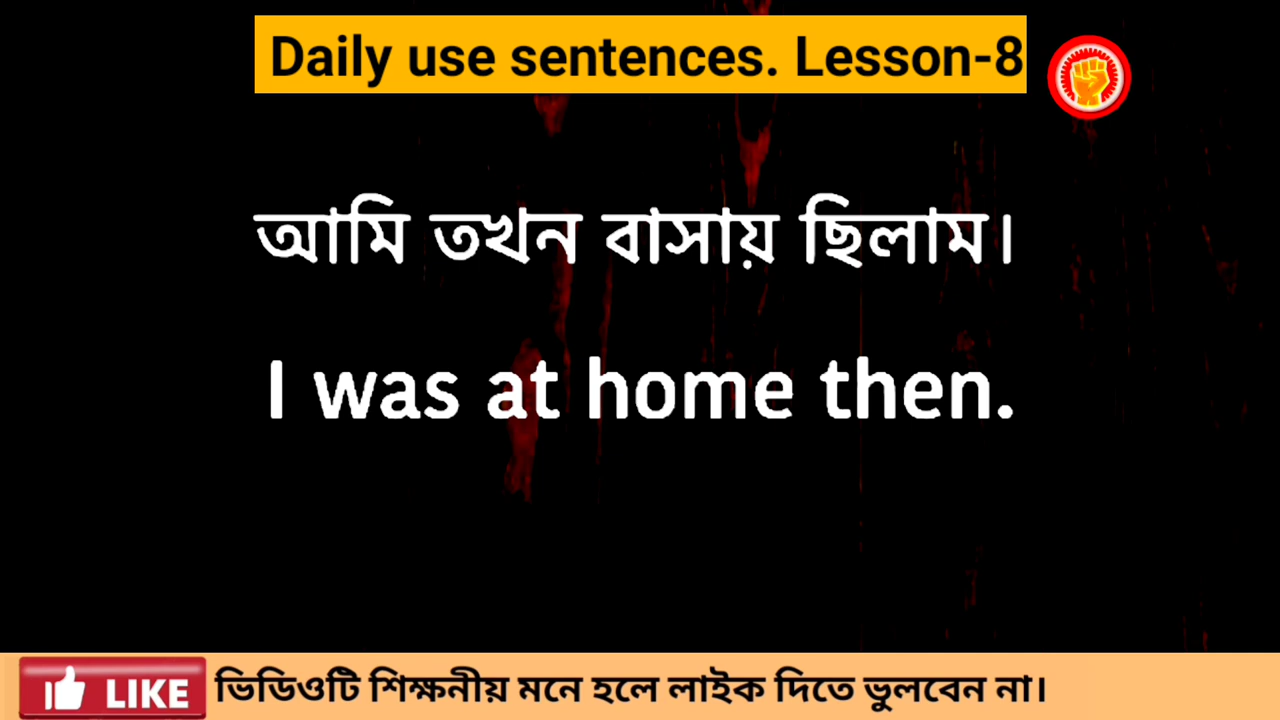 Daily use sentences. Lesson-8
আমি তখন বাসায় ছিলাম।
I was at home then.
LIKE ভিডিওটি শিক্ষনীয় মনে হলে লাইক দিতে ভুলবেন না।